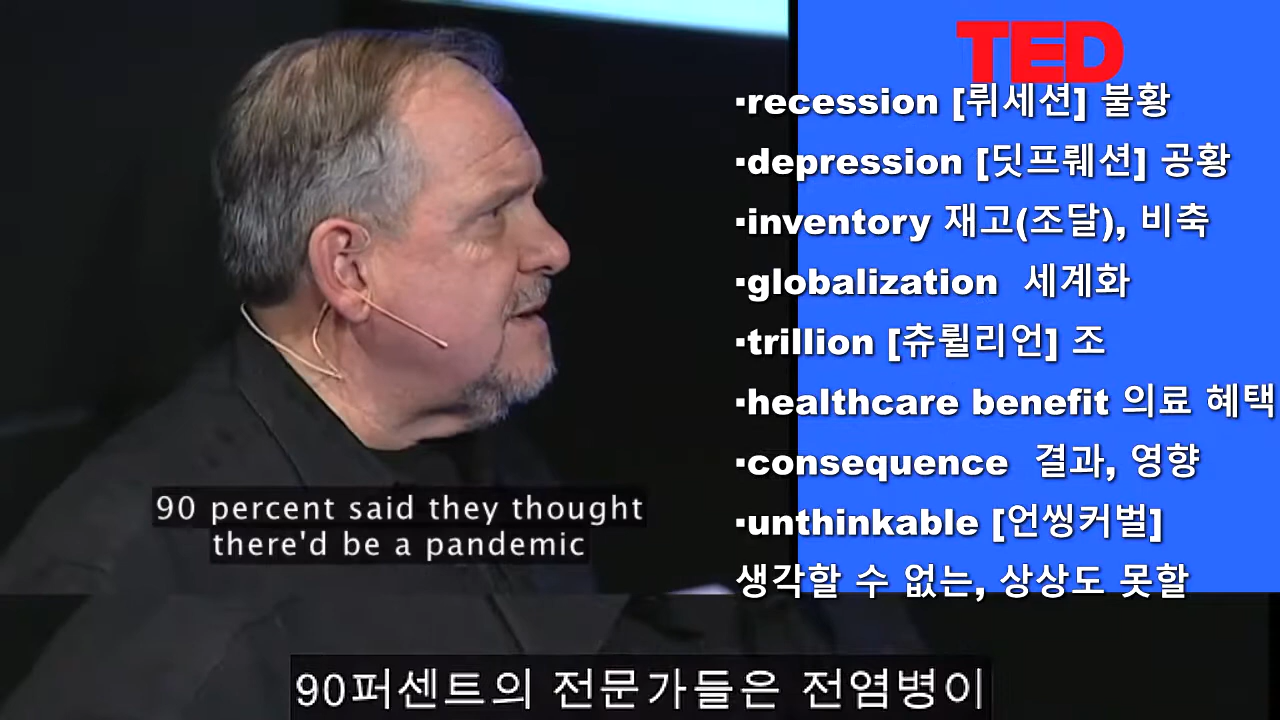 TED
▪recession [뤼세션] 불황
▪depression [딧프뤠션] 공황
▪inventory 재고(조달), 비축
▪globalization 세계화
▪trillion [츄륄리언] 조
▪healthcare benefit 의료 혜택
▪consequence 결과, 영향
▪unthinkable [언씽커벌]
생각할 수 없는, 상상도 못할
90 percent said they thought
there'd be a pandemic
90퍼센트의 전문가들은 전염병이